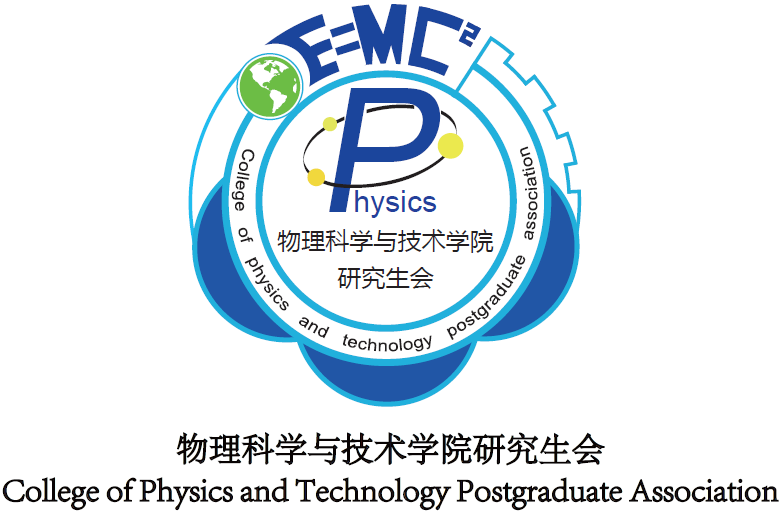 E=MC²
Physics
物理科学与技术学院
研究生会
College of physics and technology postgraduate association
物理科学与技术学院研究生会
College of Physics and Technology Postgraduate Association